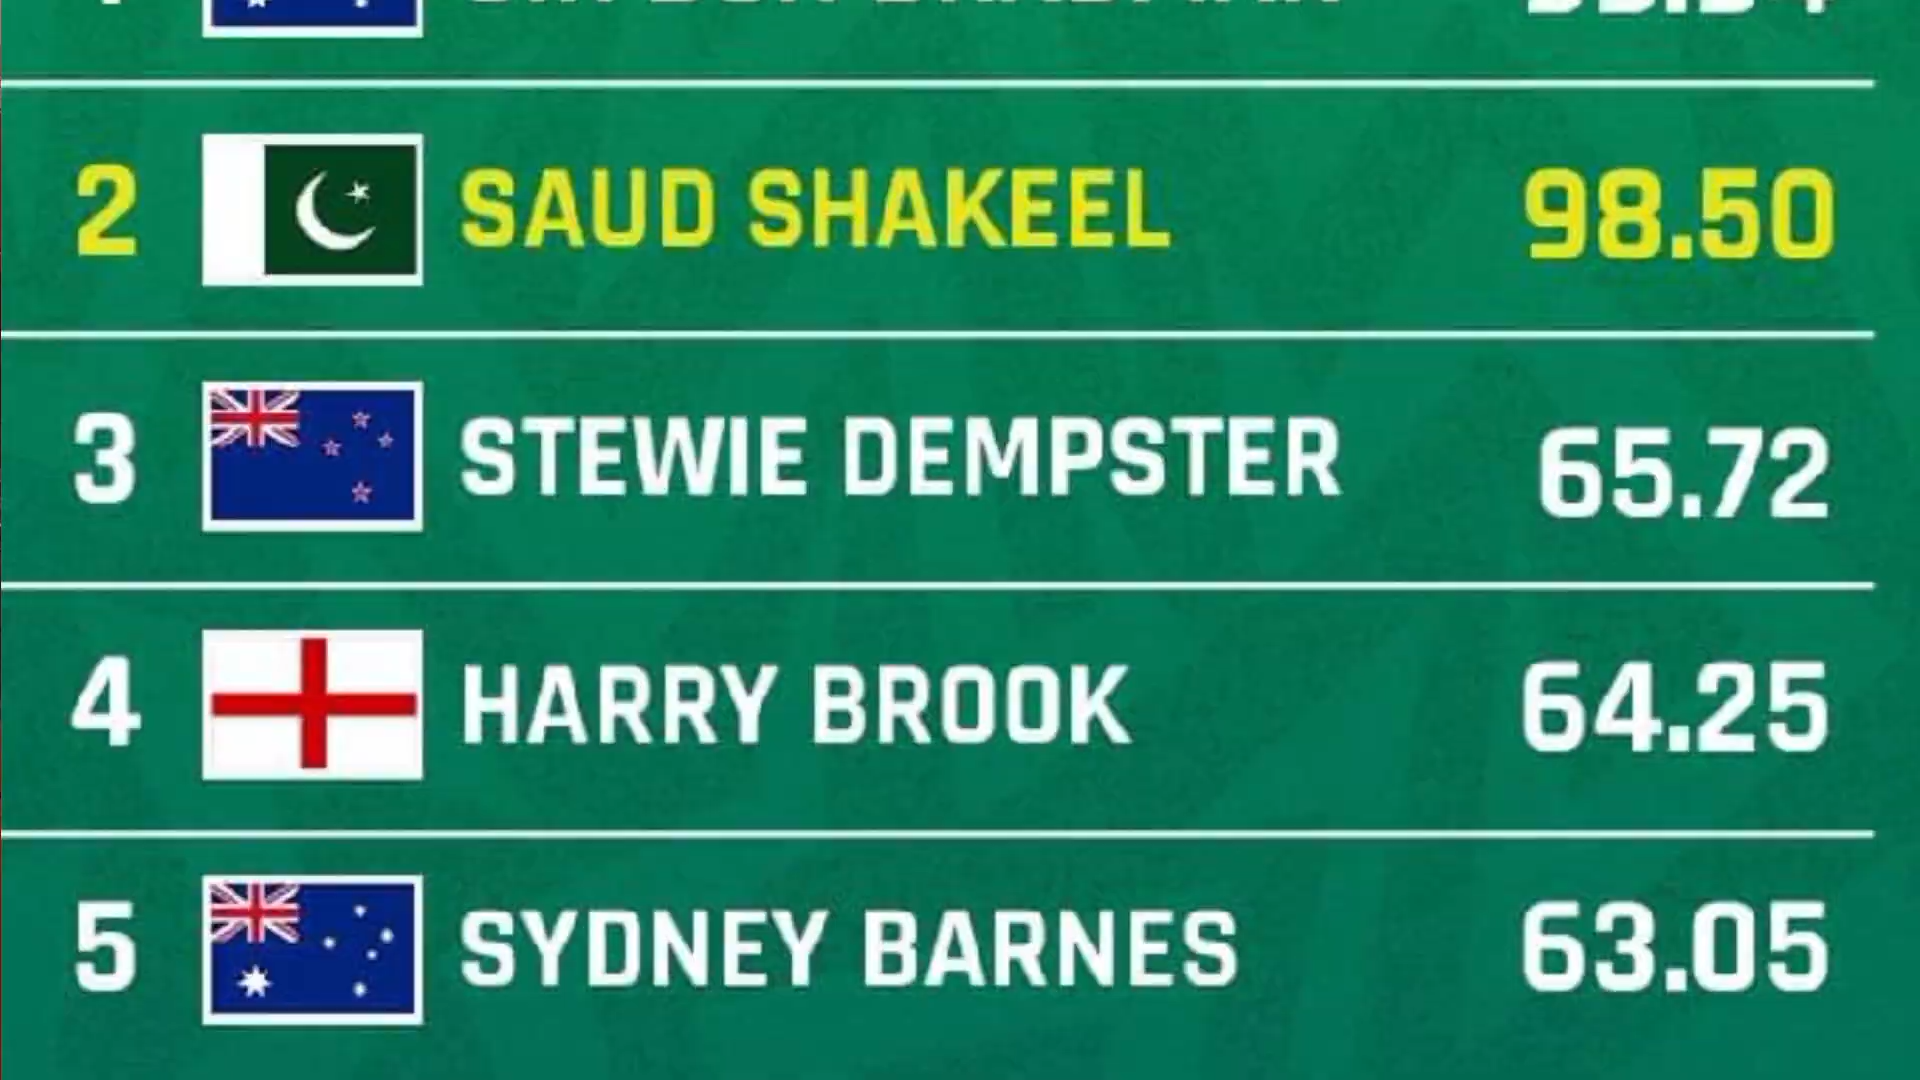 2 SAUD SHAKEEL 98.50
3 STEWIE DEMPSTER 65.72
4 HARRY BROOK 64.25
5 SYDNEY BARNES 63.05